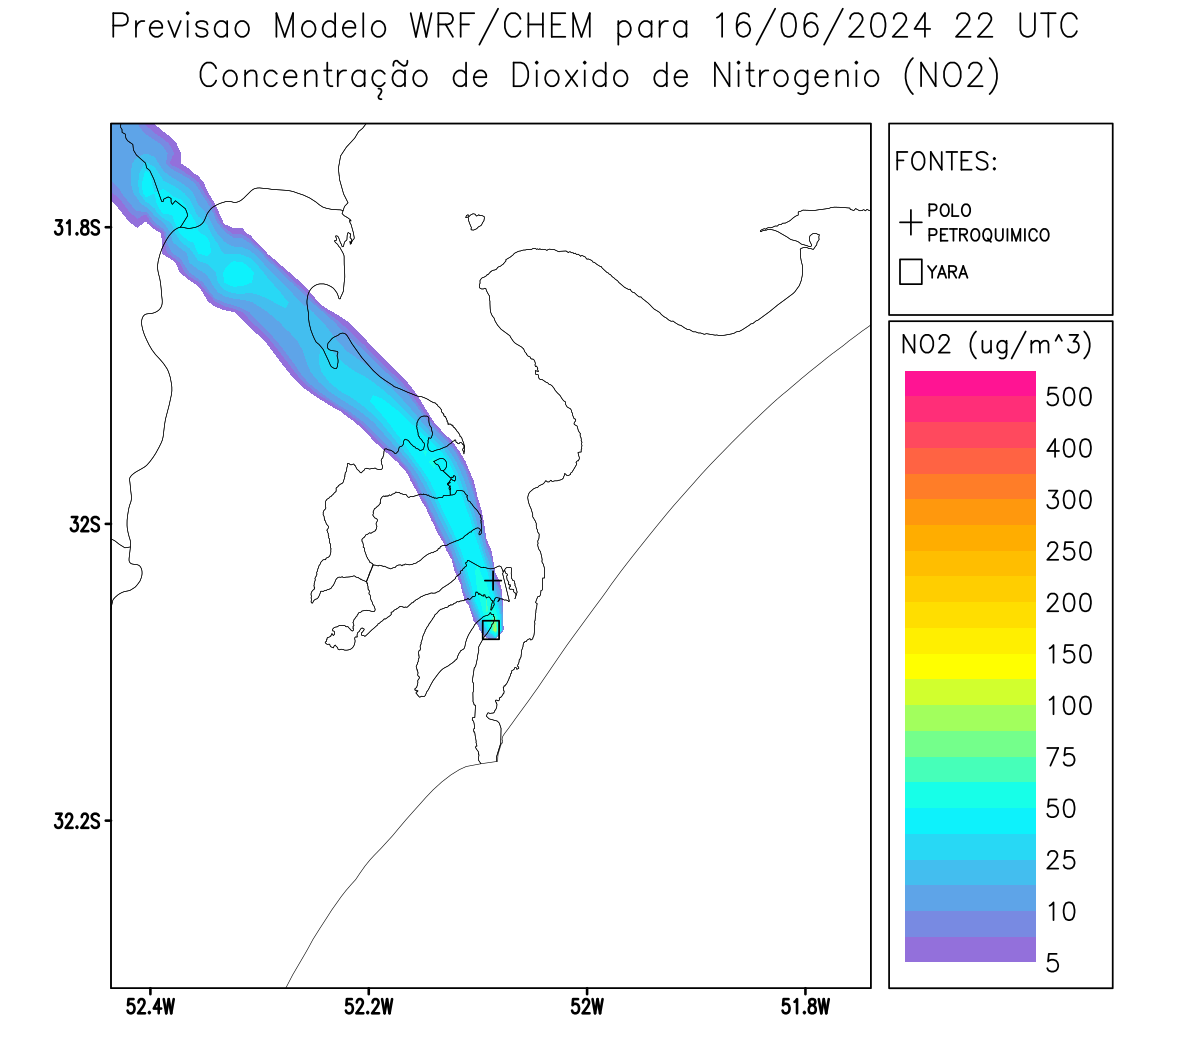 Previsao Modelo WRF/CHEM para 16/06/2024 22 UTC
Concentração de Dioxido de Nitrogenio (NO2)
FONTES:
POLO
PETROQUIMICO
YARA
NO2 (ug/m^3)
500
400
300
250
200
150
100
75
50
25
10
5
31.8S
32S
32.2S
52.4W
52.2W
52W
51.8W